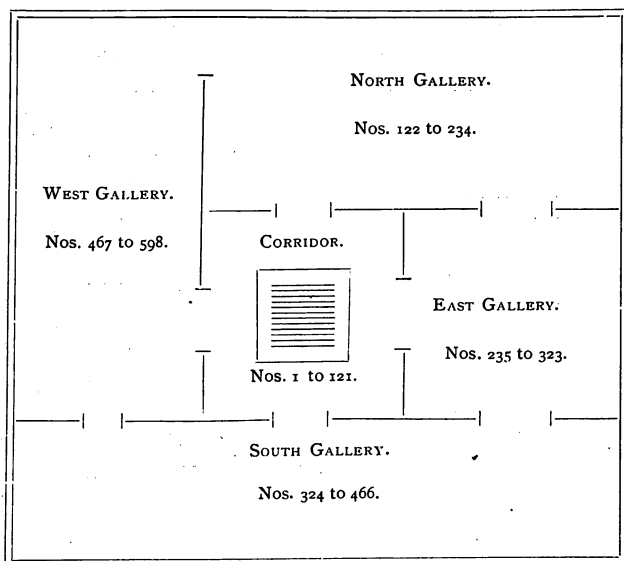 NORTH GALLERY.
Nos. 122 to 234.
WEST GALLERY.
Nos. 467 to 598.
CORRIDOR.
EAST GALLERY.
Nos. 235 to 323.
Nos. 1 to 121.
SOUTH GALLERY.
Nos. 324 to 466.